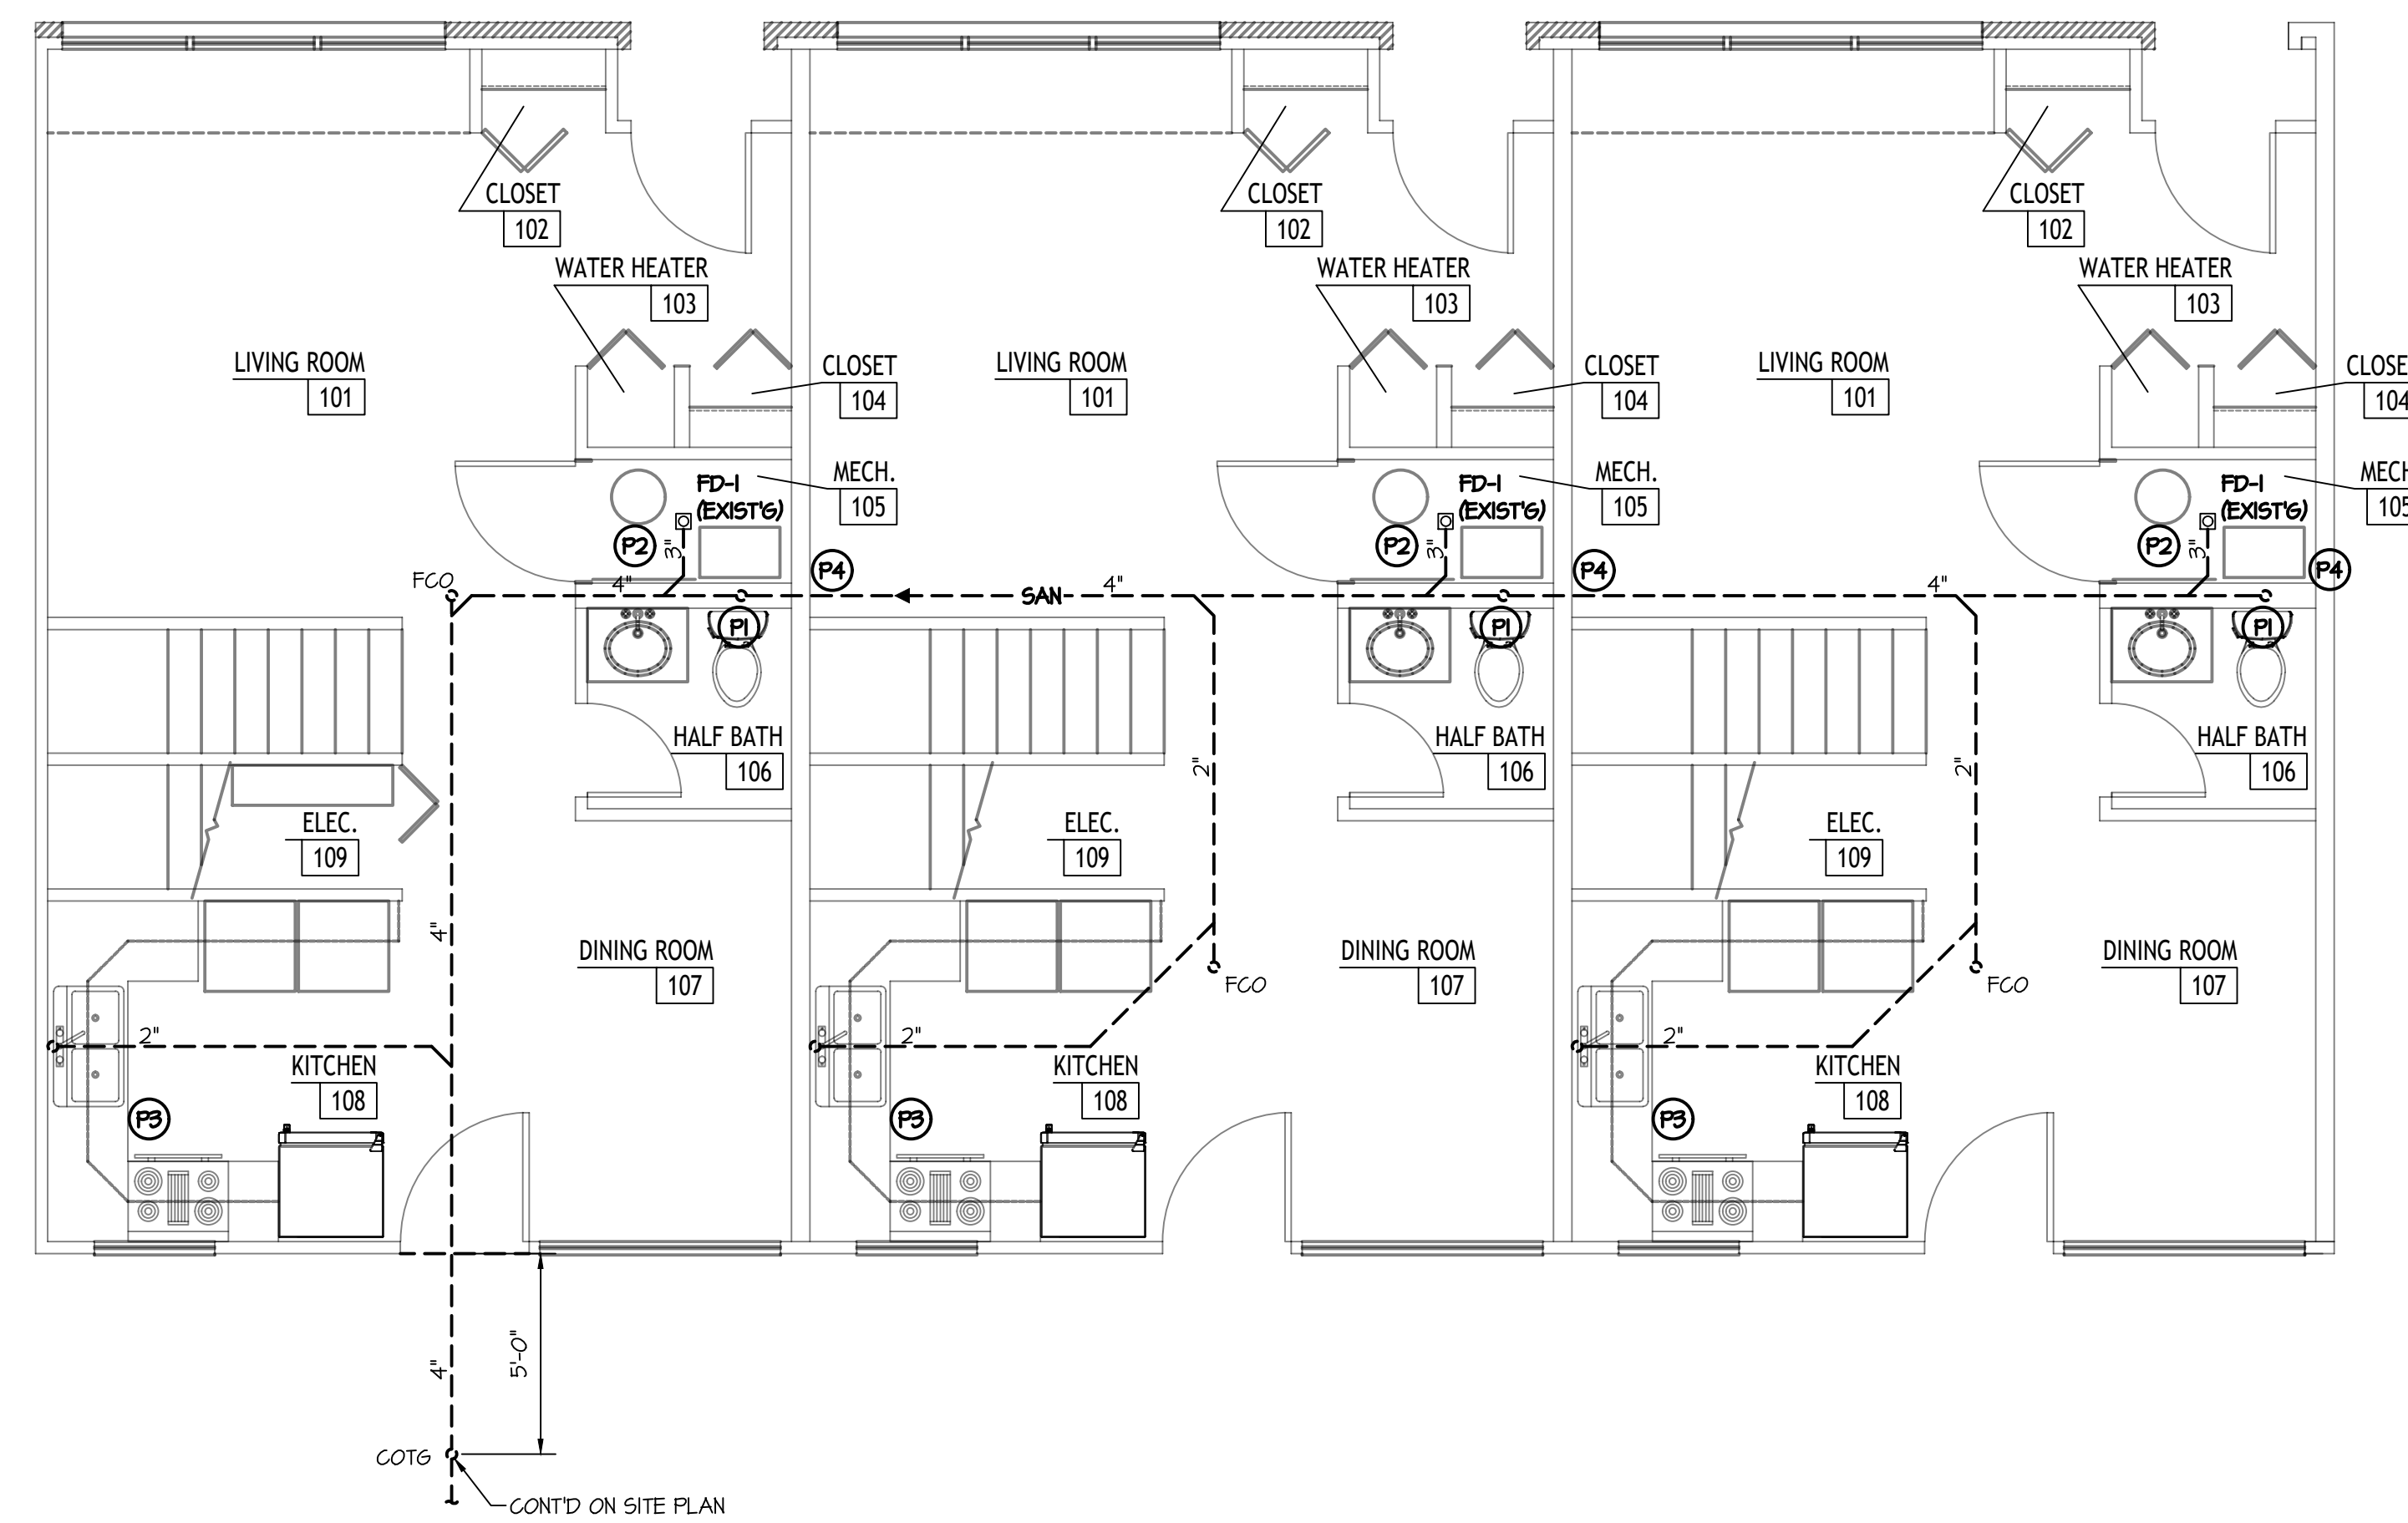 CLOSET
102
CLOSET
102
CLOSET
102
WATER HEATER
103
WATER HEATER
103
WATER HEATER
103
LIVING ROOM
101
CLOSET
104
LIVING ROOM
101
CLOSET
104
LIVING ROOM
101
CLOSE
104
FD-1
(EXIST'G)
MECH.
105
FD-1
(EXIST'G)
MECH.
105
FD-1
(EXIST'G)
MECH
105
P2
3"
P4
P2
3"
P4
P2
3"
P4
FCO
4"
SAN
4"
4"
P1
P1
P1
HALF BATH
106
2"
HALF BATH
106
2"
HALF BATH
106
ELEC.
109
ELEC.
109
ELEC.
109
4"
DINING ROOM
107
DINING ROOM
107
DINING ROOM
107
FCO
FCO
2"
2"
2"
KITCHEN
108
KITCHEN
108
KITCHEN
108
P3
P3
P3
4"
5'-0"
COTG
CONT'D ON SITE PLAN